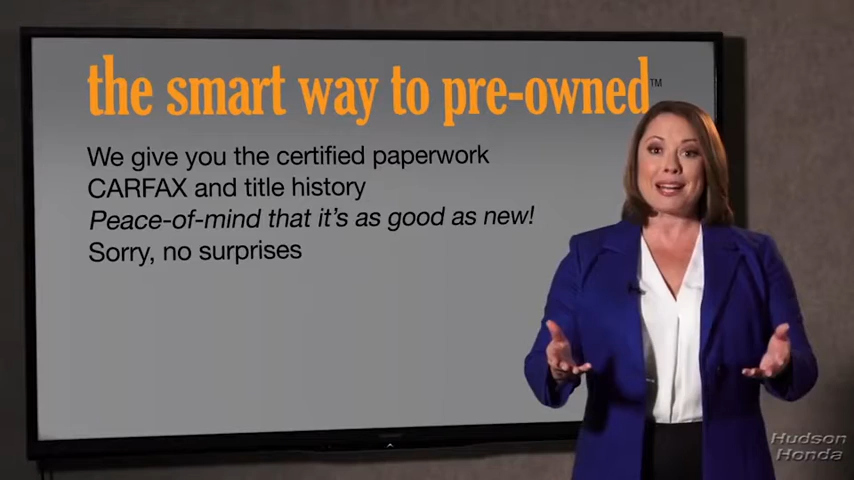 the smart way to pre-owned™
We give you the certified paperwork
CARFAX and title history
Peace-of-mind that it's as good as new!
Sorry, no surprises
Hudson
Honda